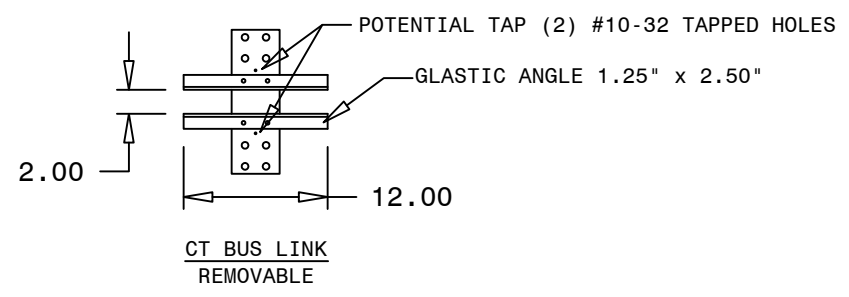 POTENTIAL TAP (2) #10-32 TAPPED HOLES
GLASTIC ANGLE 1.25" x 2.50"
2.00
12.00
CT BUS LINK
REMOVABLE